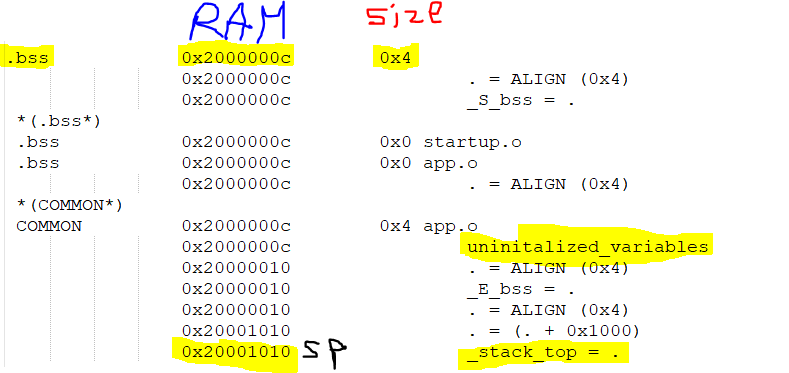 RAM size
.bss 0x2000000c 0x4
0x2000000c . = ALIGN (0x4)
0x2000000c _S_bss = .
*(.bss*)
.bss 0x2000000c 0x0 startup.o
.bss 0x2000000c 0x0 app.o
0x2000000c . = ALIGN (0x4)
*(COMMON*)
COMMON 0x2000000c 0x4 app.o
0x2000000c uninitalized_variables
0x20000010 . = ALIGN (0x4)
0x20000010 _E_bss = .
0x20000010 . = ALIGN (0x4)
0x20001010 . = (. + 0x1000)
0x20001010 SP _stack_top = .